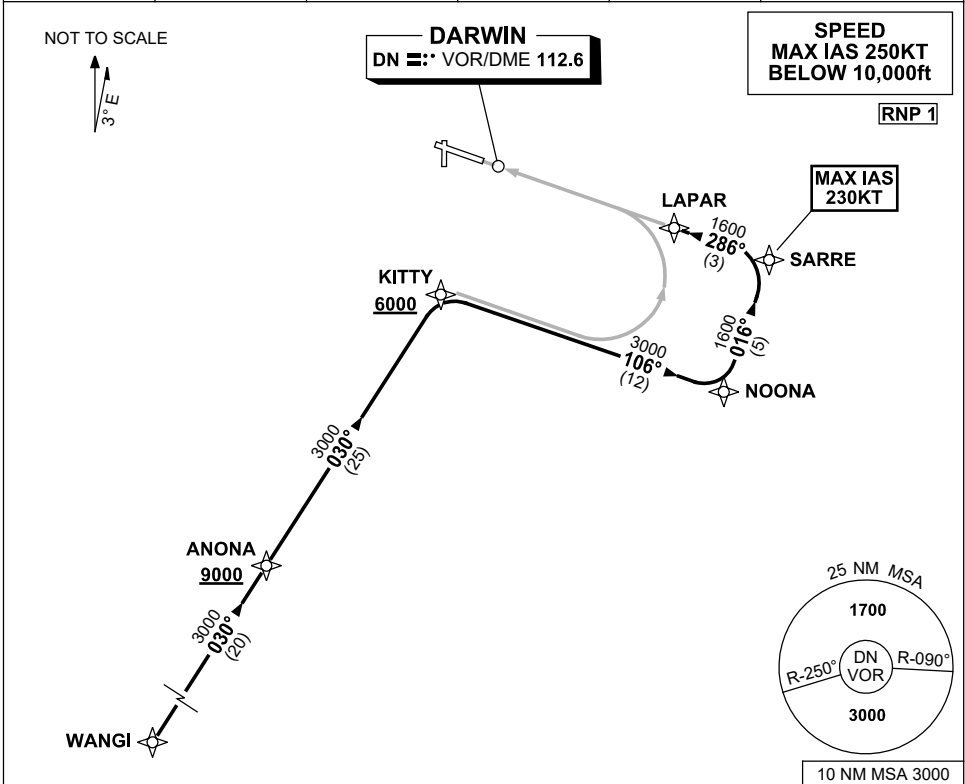 NOT TO SCALE
3° E
DARWIN
DN VOR/DME 112.6
SPEED
MAX IAS 250KT
BELOW 10,000ft
RNP 1
MAX IAS
230KT
LAPAR
1600
286°
(3)
SARRE
KITTY
6000
1600
016°
(5)
3000
106°
(12)
NOONA
3000
030°
(25)
ANONA
9000
3000
030°
(20)
WANGI
25 NM MSA
1700
R-250°
DN
VOR
R-090°
3000
10 NM MSA 3000